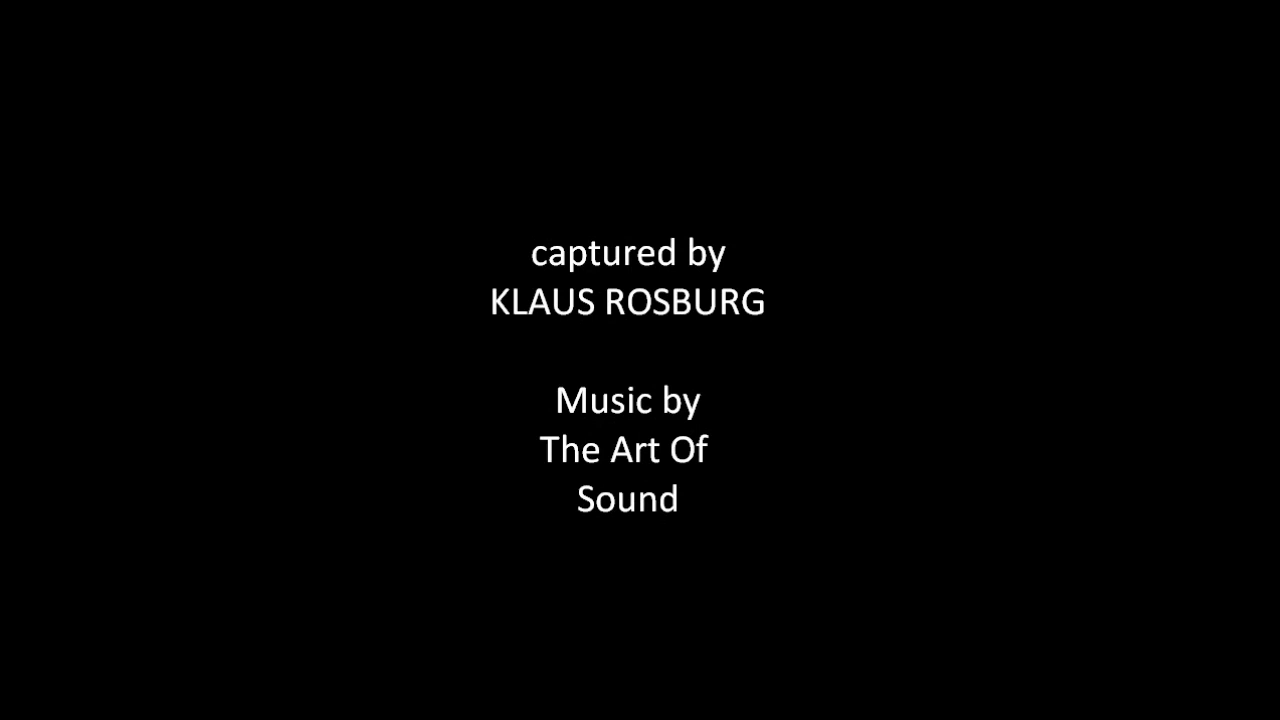 captured by
KLAUS ROSBURG
Music by
The Art Of
Sound